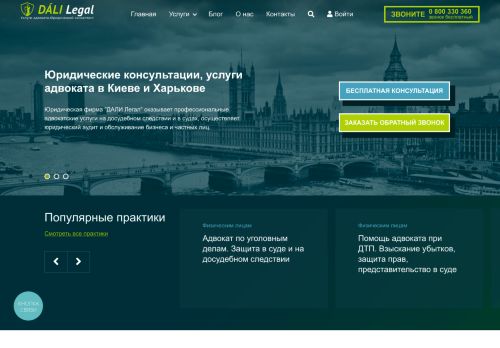 DÁLI Legal
Услуги адвоката Юридический консалтинг
Главная
Услуги
Блог
О нас
Контакты
Войти
ЗВОНИТЕ
0 800 330 360
звонок бесплатный
Юридические консультации, услуги
адвоката в Киеве и Харькове
Юридическая фирма "ДАЛИ Легал" оказывает профессиональные
адвокатские услуги на досудебном следствии и в судах, осуществляет
юридический аудит и обслуживание бизнеса и частных лиц.
БЕСПЛАТНАЯ КОНСУЛЬТАЦИЯ
ЗАКАЗАТЬ ОБРАТНЫЙ ЗВОНОК
Популярные практики
Смотреть все практики
Физическим лицам
Адвокат по уголовным
делам. Защита в суде и на
досудебном следствии
Физическим лицам
Помощь адвоката при
ДТП. Взыскание убытков,
защита прав,
представительство в суде
КНОПКА
СВЯЗИ